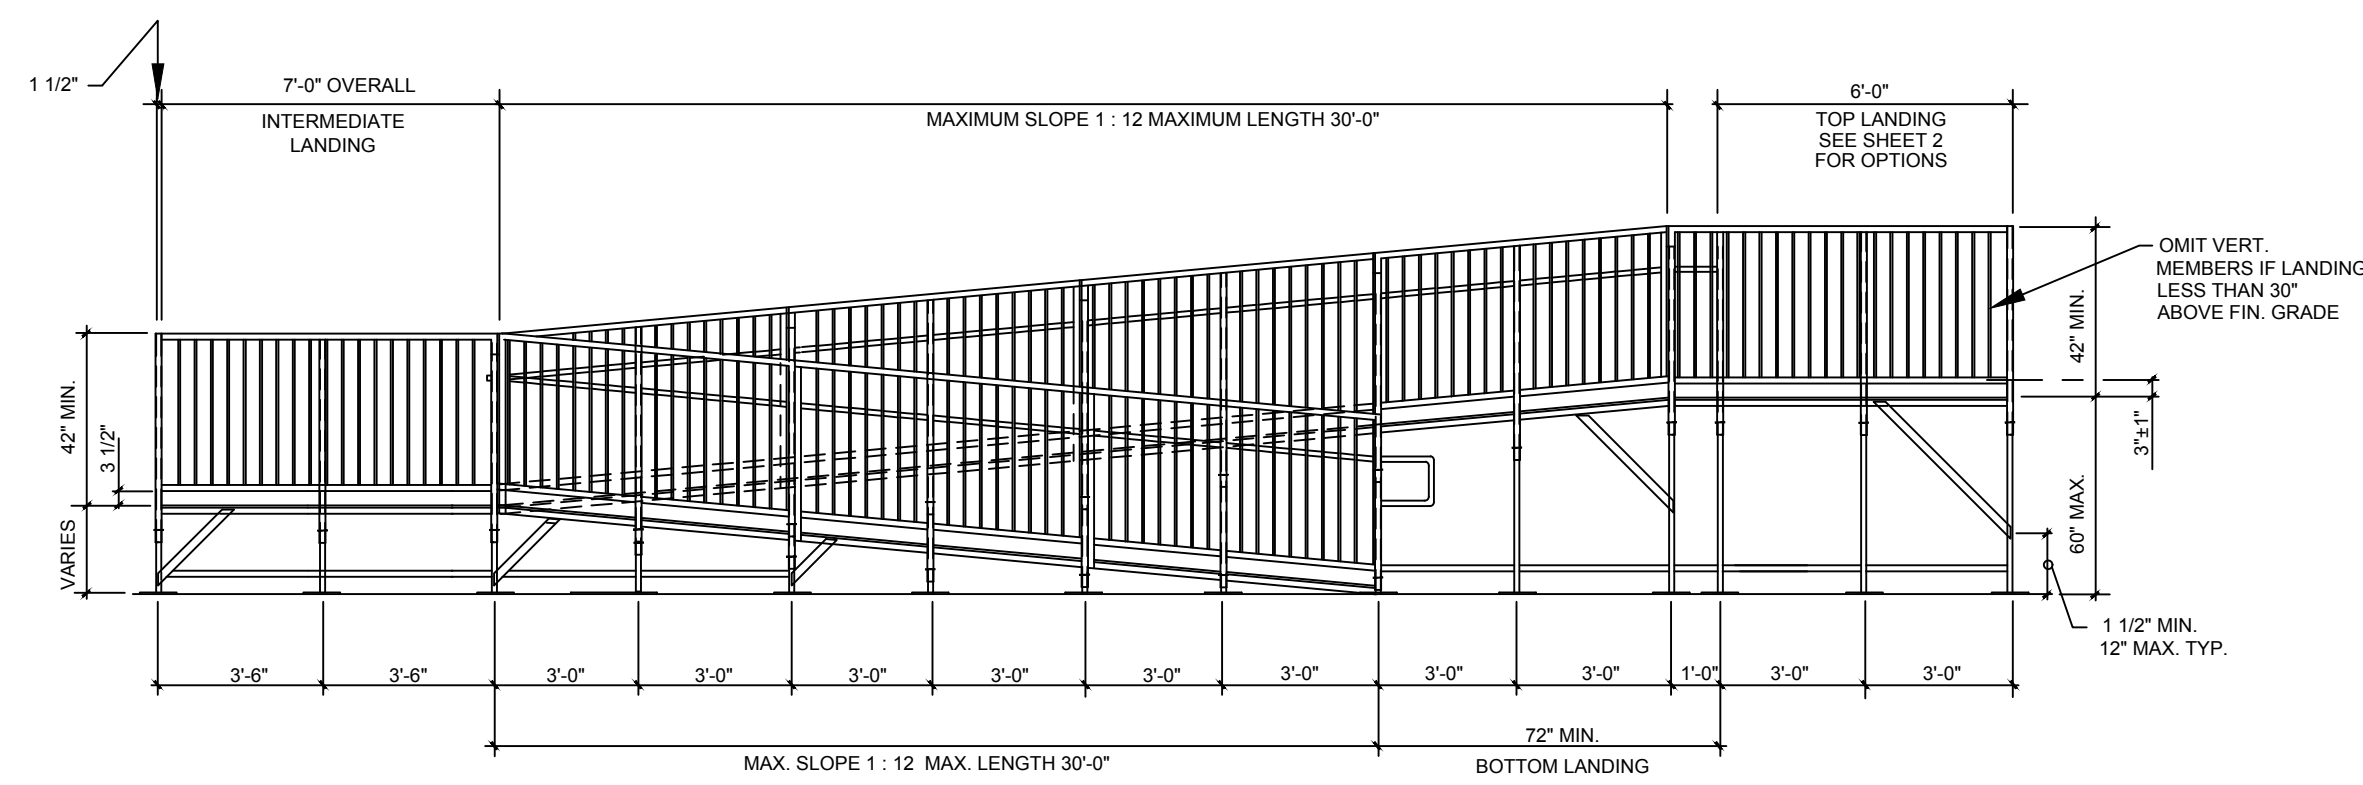 1 1/2"
7'-0" OVERALL
INTERMEDIATE
LANDING
MAXIMUM SLOPE 1 : 12 MAXIMUM LENGTH 30'-0"
6'-0"
TOP LANDING
SEE SHEET 2
FOR OPTIONS
OMIT VERT.
MEMBERS IF LANDING
LESS THAN 30"
ABOVE FIN. GRADE
42" MIN.
3 1/2"
VARIES
42" MIN.
3"±1"
60" MAX.
1 1/2" MIN.
12" MAX. TYP.
3'-6"
3'-6"
3'-0"
3'-0"
3'-0"
3'-0"
3'-0"
3'-0"
3'-0"
3'-0"
1'-0"
3'-0"
3'-0"
MAX. SLOPE 1 : 12 MAX. LENGTH 30'-0"
72" MIN.
BOTTOM LANDING